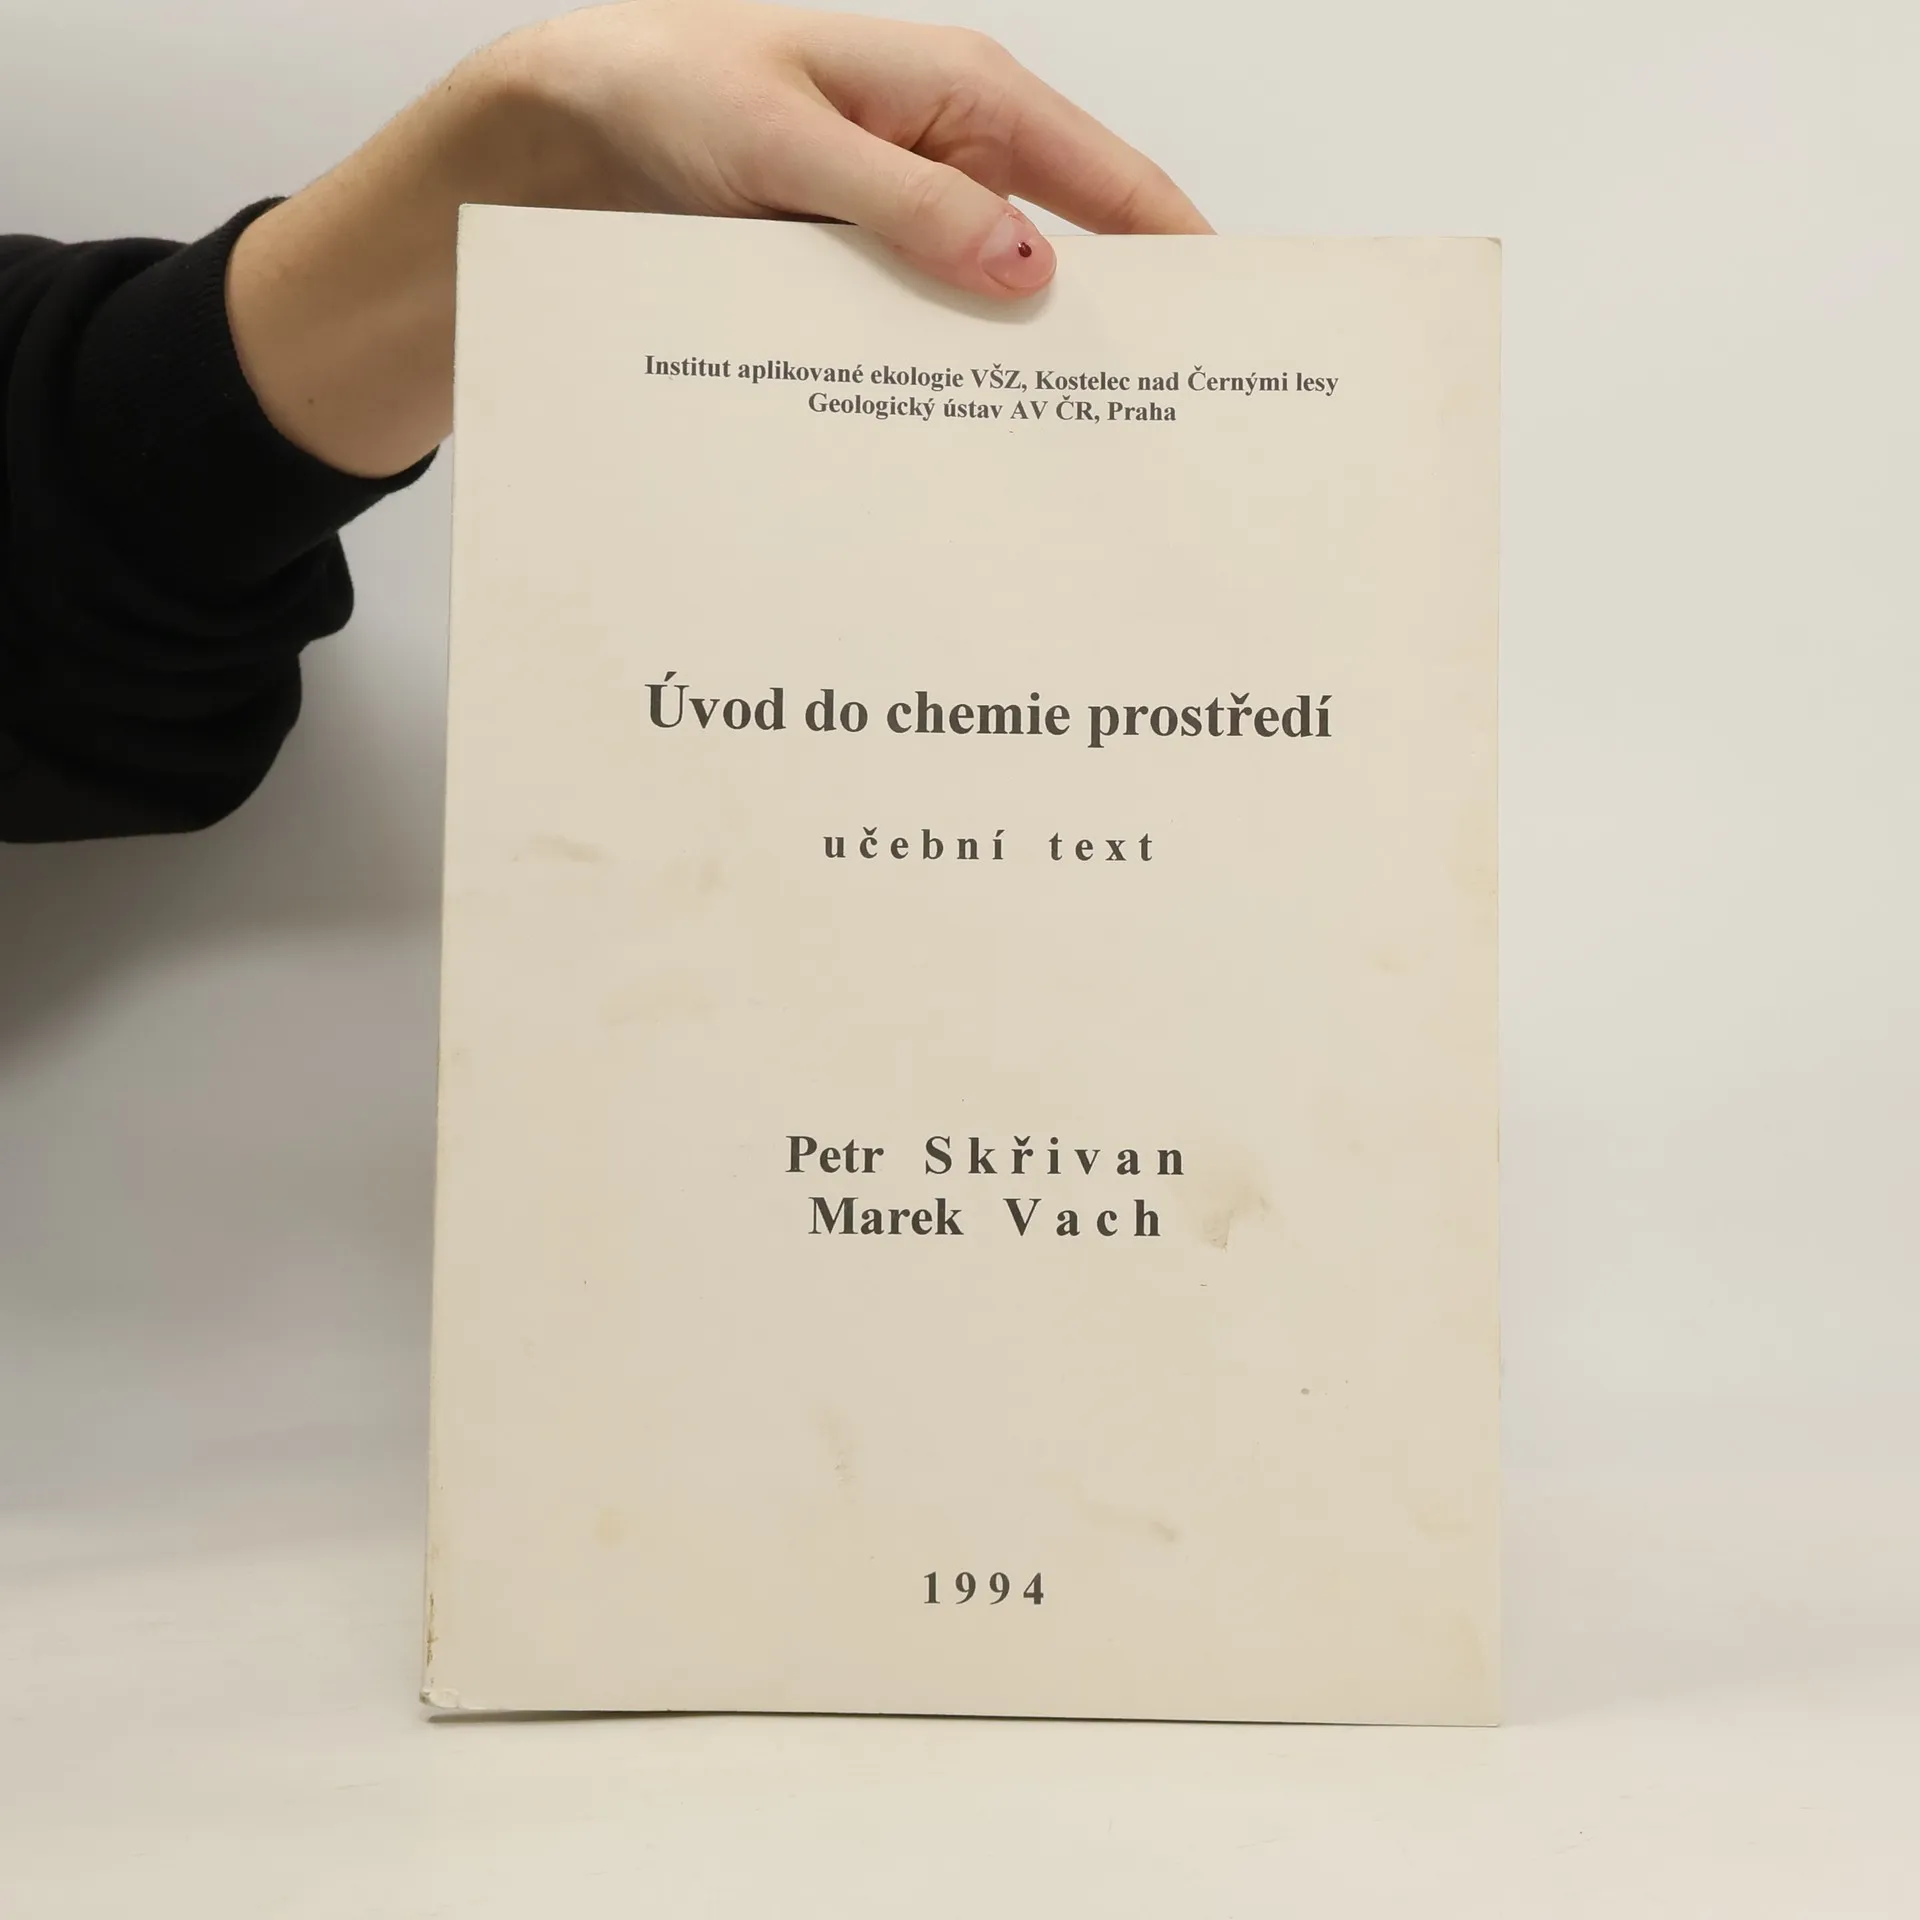 Institut aplikované ekologie VŠZ, Kostelec nad Černými lesy
Geologický ústav AV ČR, Praha
Úvod do chemie prostředí
učební text
Petr Skřivan
Marek Vach
1994